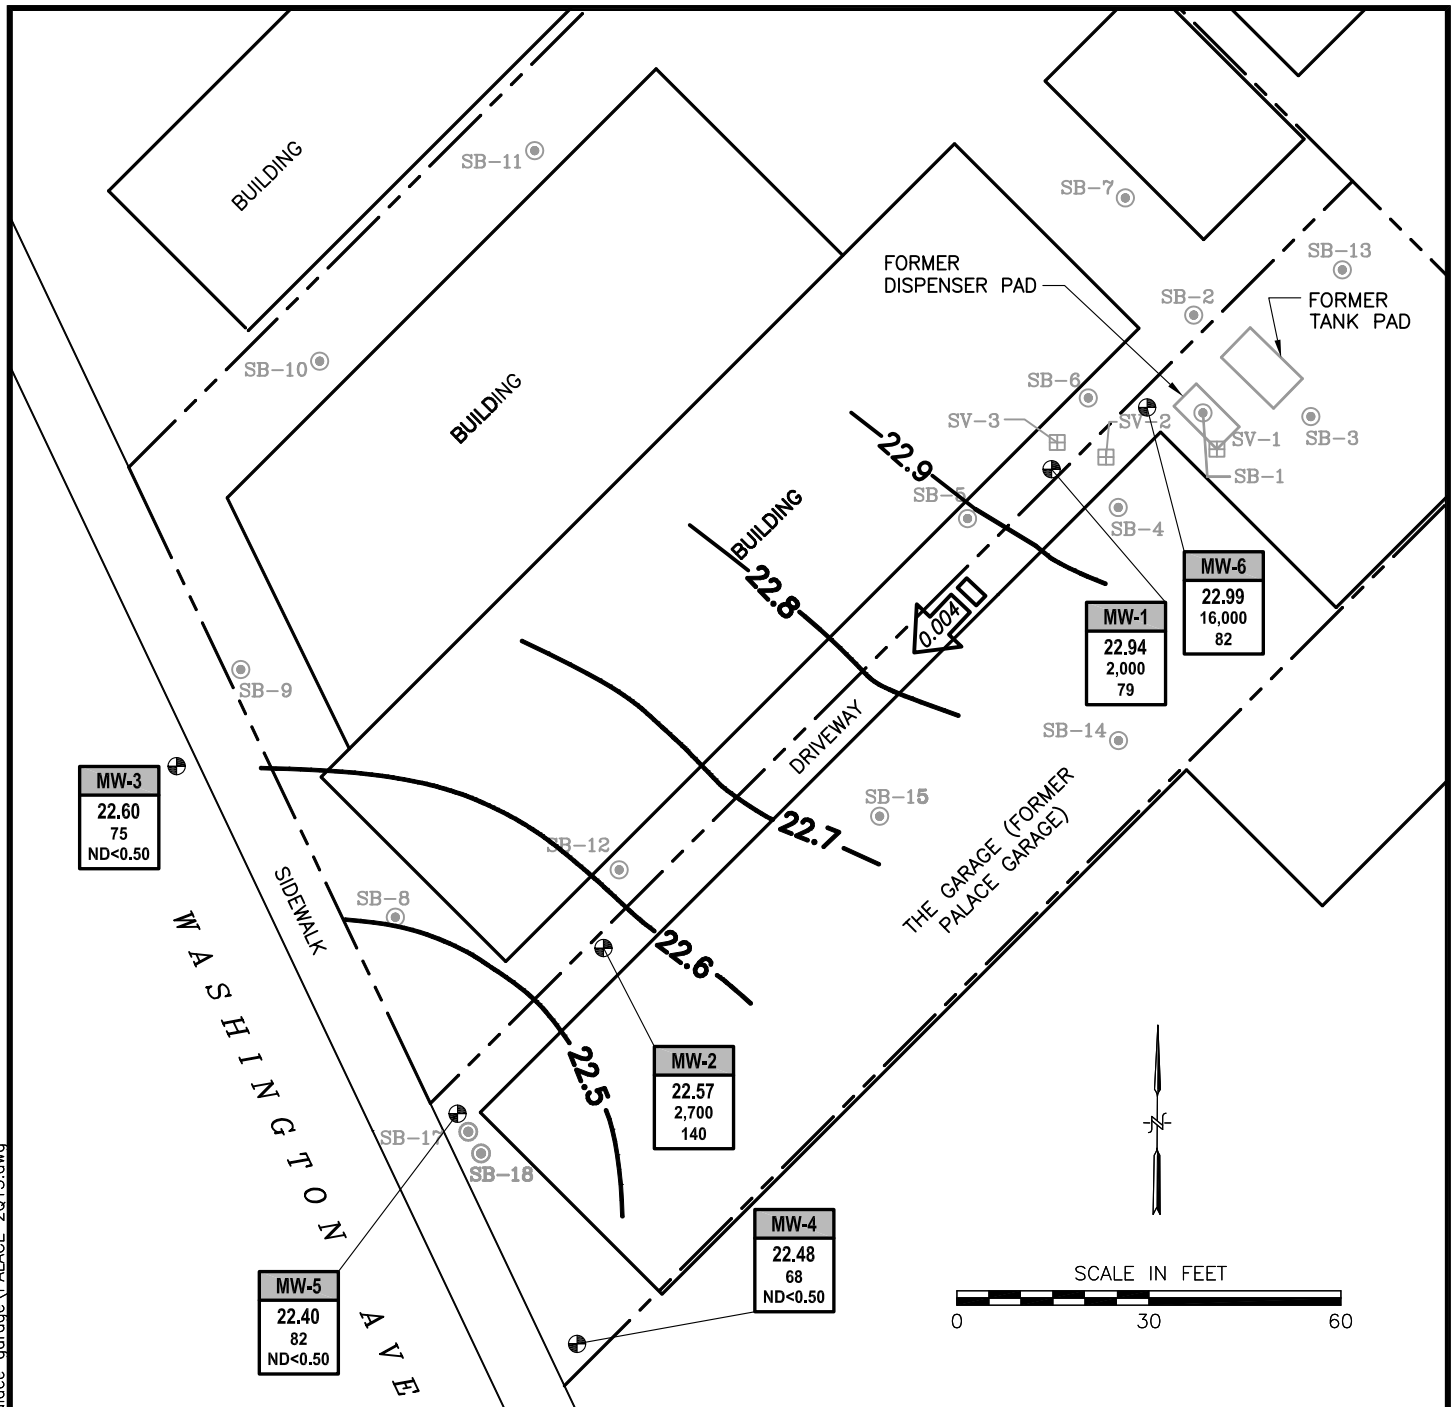 SB-11
BUILDING
SB-7
FORMER
DISPENSER PAD
SB-13
SB-2
FORMER
TANK PAD
SB-10
BUILDING
SB-6
SV-3
SV-2
SV-1
SB-3
SB-1
22.9
SB-5
SB-4
BUILDING
22.8
0.004
MW-6
22.99
16,000
82
MW-1
22.94
2,000
79
SB-9
DRIVEWAY
SB-14
MW-3
22.60
75
ND<0.50
SB-15
22.7
THE GARAGE (FORMER
PALACE GARAGE)
SB-12
SIDEWALK
SB-8
22.6
WASHINGTON AVE
22.5
MW-2
22.57
2,700
140
SB-17
SB-18
MW-4
22.48
68
ND<0.50
MW-5
22.40
82
ND<0.50
N
SCALE IN FEET
0 30 60